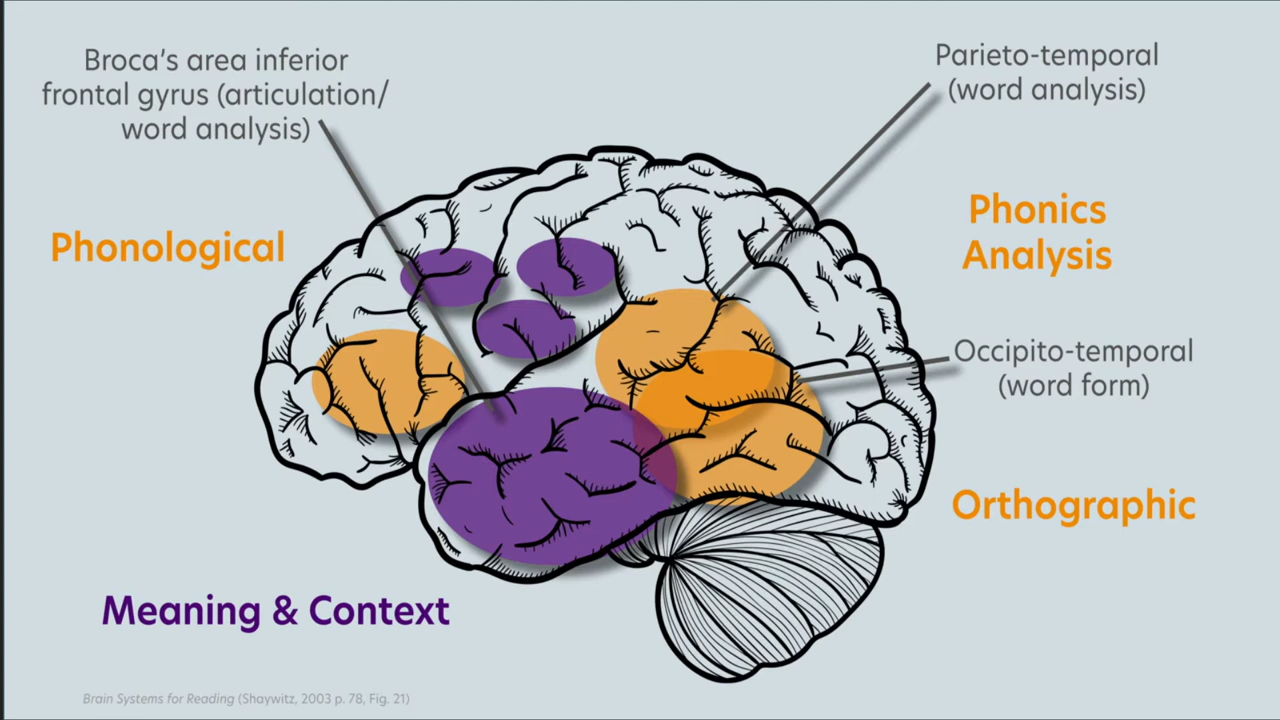 Broca's area inferior
frontal gyrus (articulation/
word analysis)
Parieto-temporal
(word analysis)
Phonological
Phonics
Analysis
Occipito-temporal
(word form)
Orthographic
Meaning & Context
Brain Systems for Reading (Shaywitz, 2003 p. 78, Fig. 21)